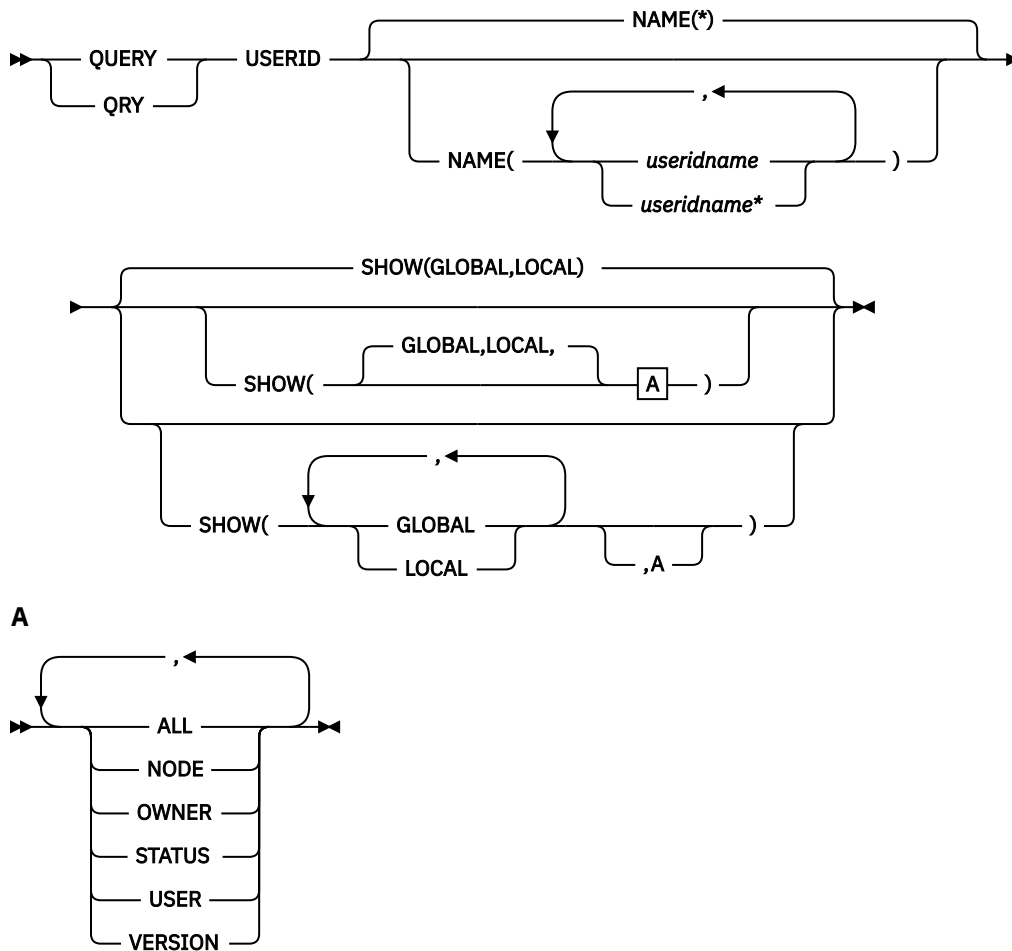 NAME(*)
QUERY USERID
QRY
,
NAME( useridname )
useridname*
SHOW(GLOBAL,LOCAL)
GLOBAL,LOCAL,
SHOW( A )
,
SHOW( GLOBAL )
LOCAL ,A
A
,
ALL
NODE
OWNER
STATUS
USER
VERSION